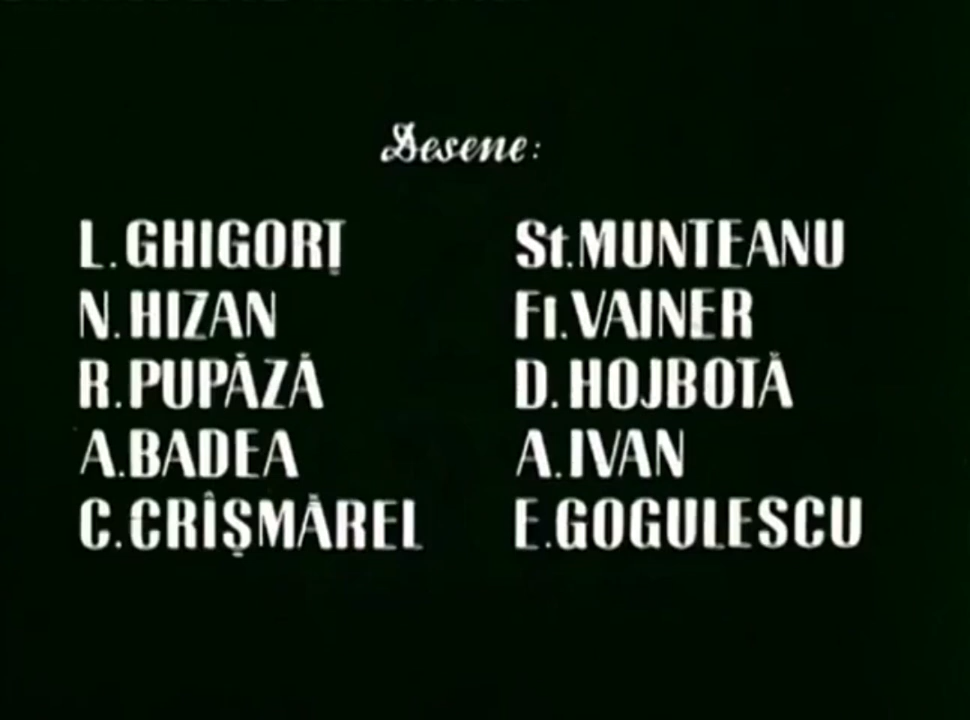 Desene:
L. GHIGORȚ
N. HIZAN
R. PUPĂZĂ
A. BADEA
C. CRÎȘMĂREL
St. MUNTEANU
Fl. VAINER
D. HOJBOTĂ
A. IVAN
E. GOGULESCU